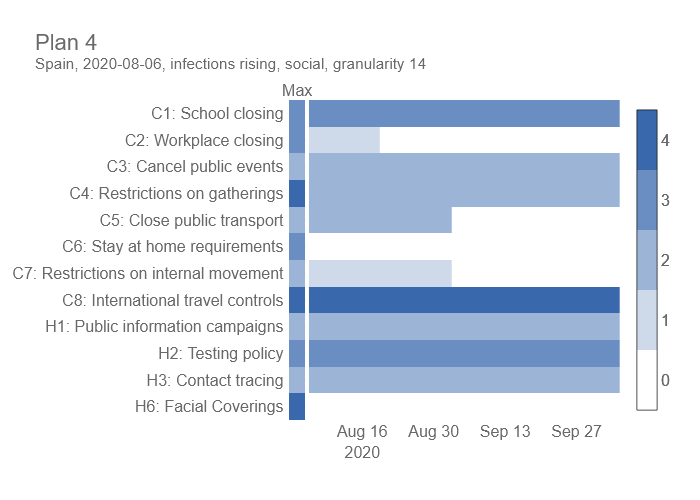 Plan 4
Spain, 2020-08-06, infections rising, social, granularity 14
Max
C1: School closing
C2: Workplace closing
C3: Cancel public events
C4: Restrictions on gatherings
C5: Close public transport
C6: Stay at home requirements
C7: Restrictions on internal movement
C8: International travel controls
H1: Public information campaigns
H2: Testing policy
H3: Contact tracing
H6: Facial Coverings
Aug 16 Aug 30 Sep 13 Sep 27
2020
4
3
2
1
0